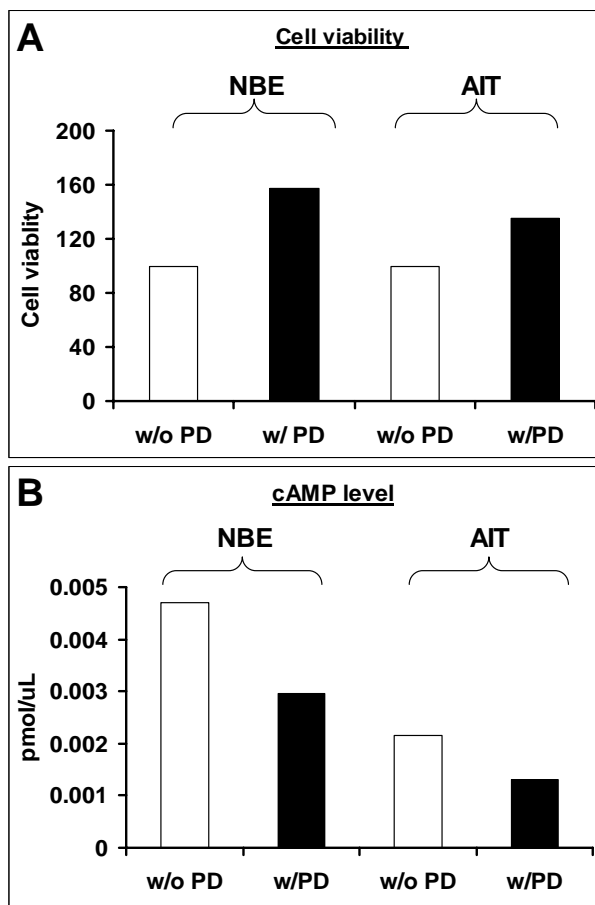 A
Cell viability
NBE AIT
200
160
120
80
40
0
Cell viablity
w/o PD w/ PD w/o PD w/PD
B
cAMP level
NBE AIT
0.005
0.004
0.003
0.002
0.001
0
pmol/uL
w/o PD w/PD w/o PD w/PD